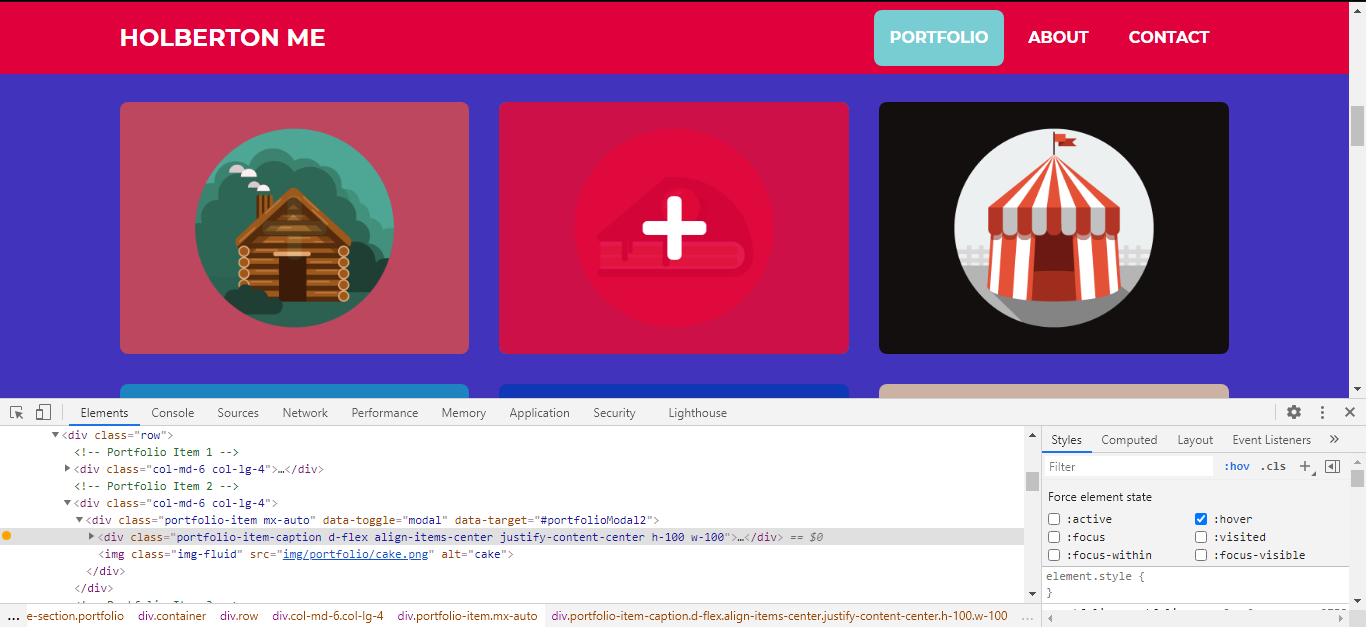 HOLBERTON ME PORTFOLIO ABOUT CONTACT
Elements Console Sources Network Performance Memory Application Security Lighthouse
<div class="row">
<!-- Portfolio Item 1 -->
<div class="col-md-6 col-lg-4">…</div>
<!-- Portfolio Item 2 -->
<div class="col-md-6 col-lg-4">
<div class="portfolio-item mx-auto" data-toggle="modal" data-target="#portfolioModal2">
<div class="portfolio-item-caption d-flex align-items-center justify-content-center h-100 w-100">…</div> == $0
<img class="img-fluid" src="img/portfolio/cake.png" alt="cake">
</div>
</div>
... e-section.portfolio div.container div.row div.col-md-6.col-lg-4 div.portfolio-item.mx-auto div.portfolio-item-caption.d-flex.align-items-center.justify-content-center.h-100.w-100 ...
Styles Computed Layout Event Listeners »
Filter :hov .cls +
Force element state
:active :hover
:focus :visited
:focus-within :focus-visible
element.style {
}